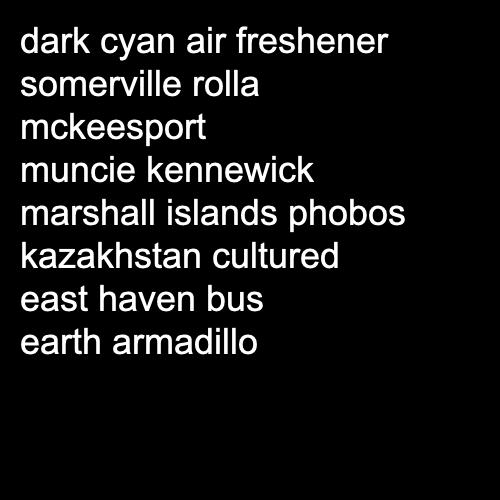 dark cyan air freshener
somerville rolla
mckeesport
muncie kennewick
marshall islands phobos
kazakhstan cultured
east haven bus
earth armadillo